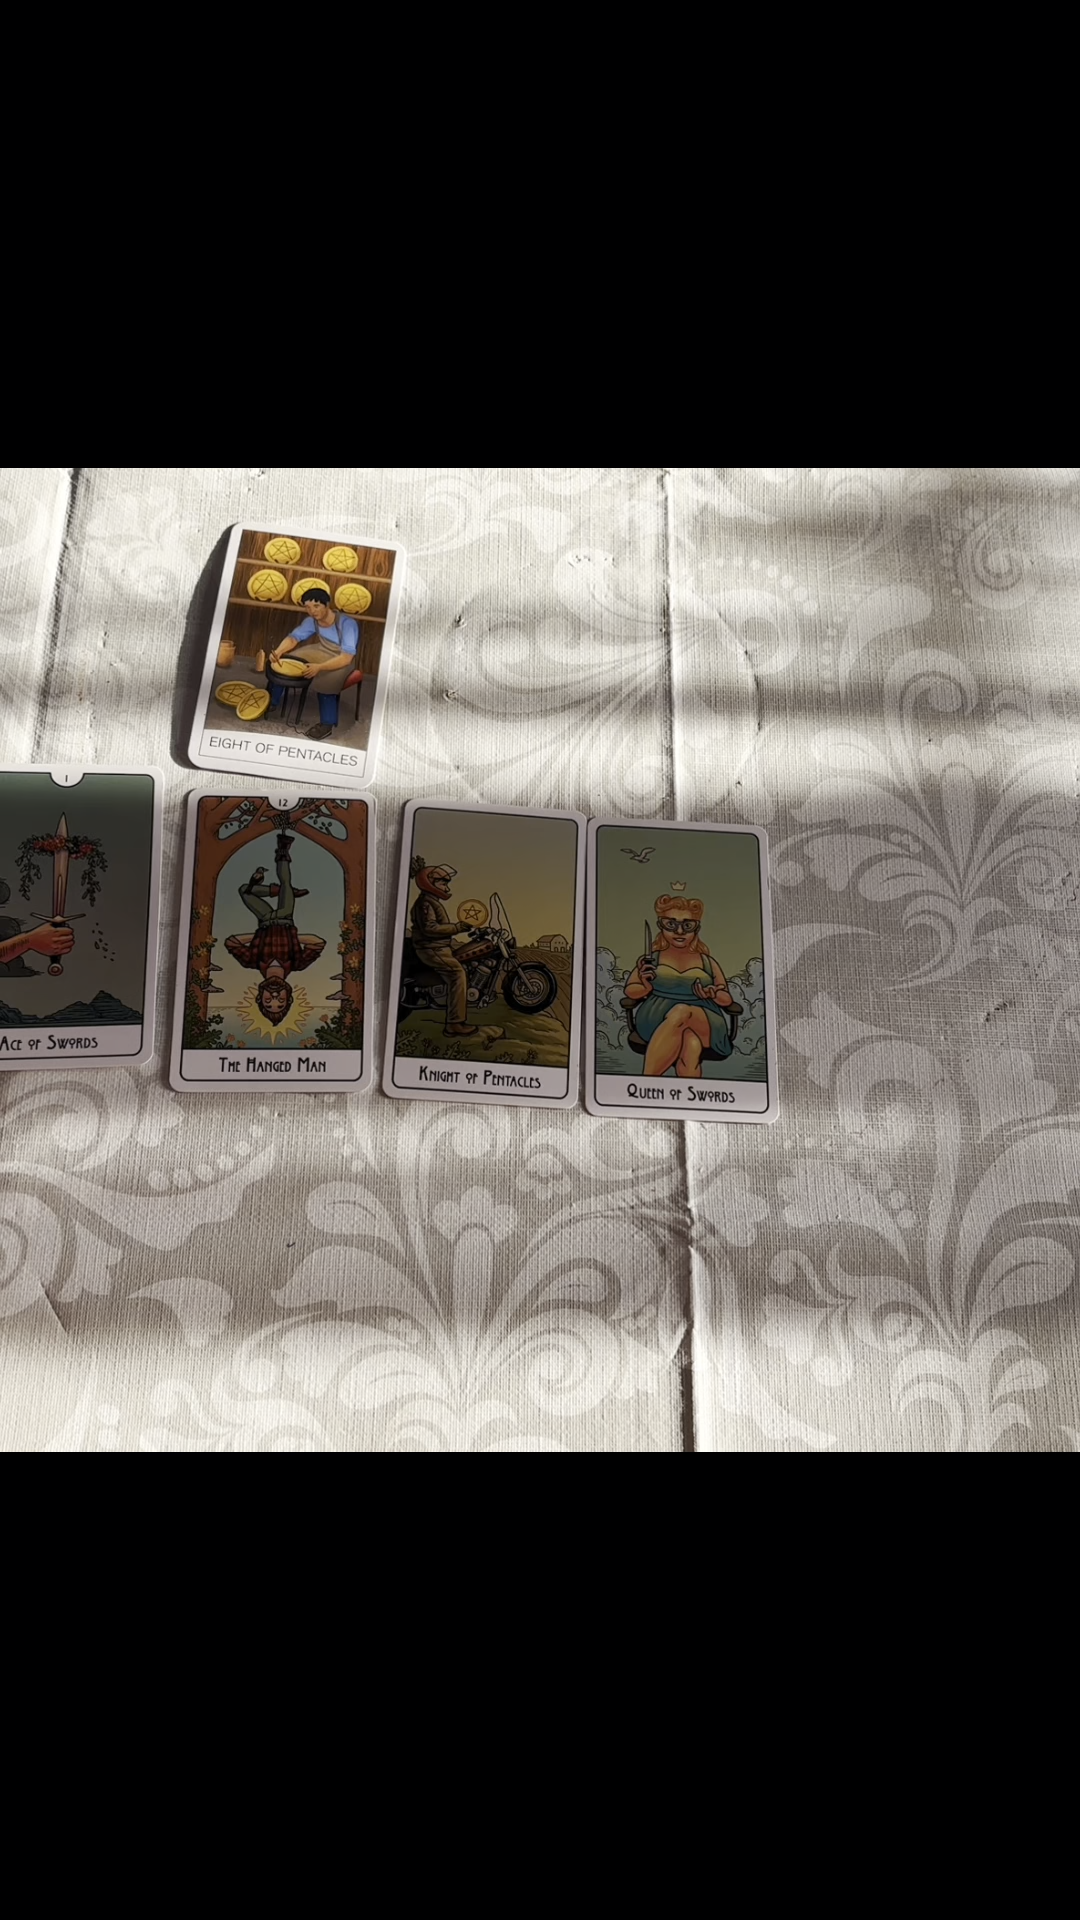 EIGHT OF PENTACLES
1
ACE OF SWORDS
12
THE HANGED MAN
KNIGHT OF PENTACLES
QUEEN OF SWORDS